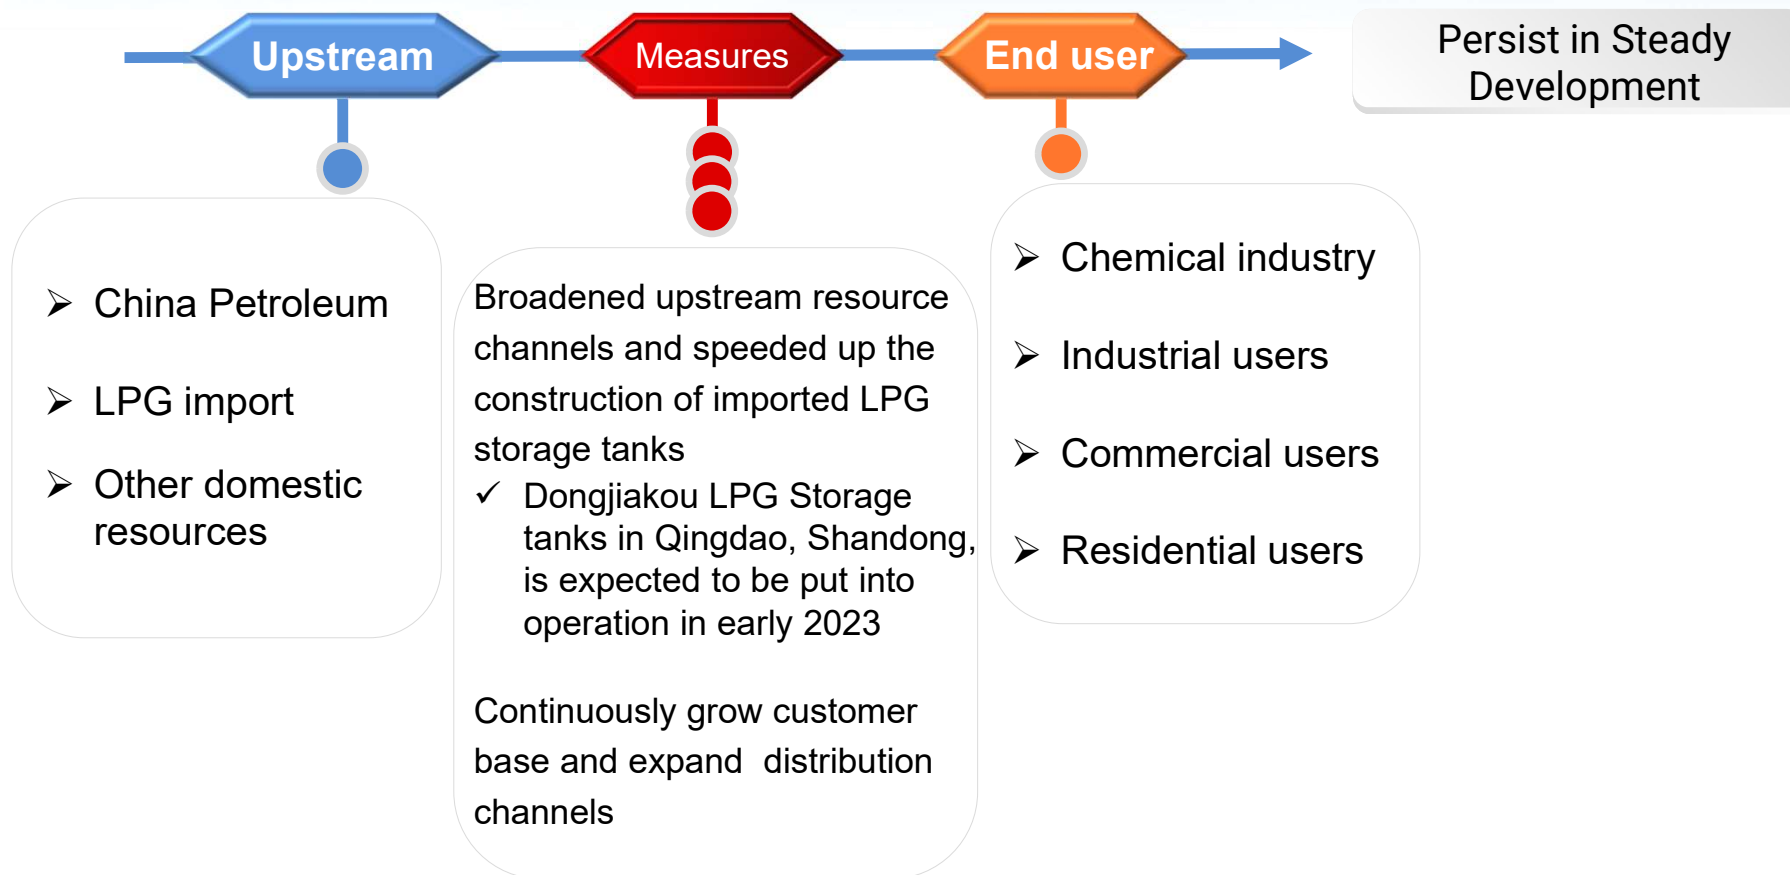 Upstream
Measures
End user
Persist in Steady
Development
➢ China Petroleum
➢ LPG import
➢ Other domestic
resources
Broadened upstream resource
channels and speeded up the
construction of imported LPG
storage tanks
✓ Dongjiakou LPG Storage
tanks in Qingdao, Shandong,
is expected to be put into
operation in early 2023
Continuously grow customer
base and expand  distribution
channels
➢ Chemical industry
➢ Industrial users
➢ Commercial users
➢ Residential users